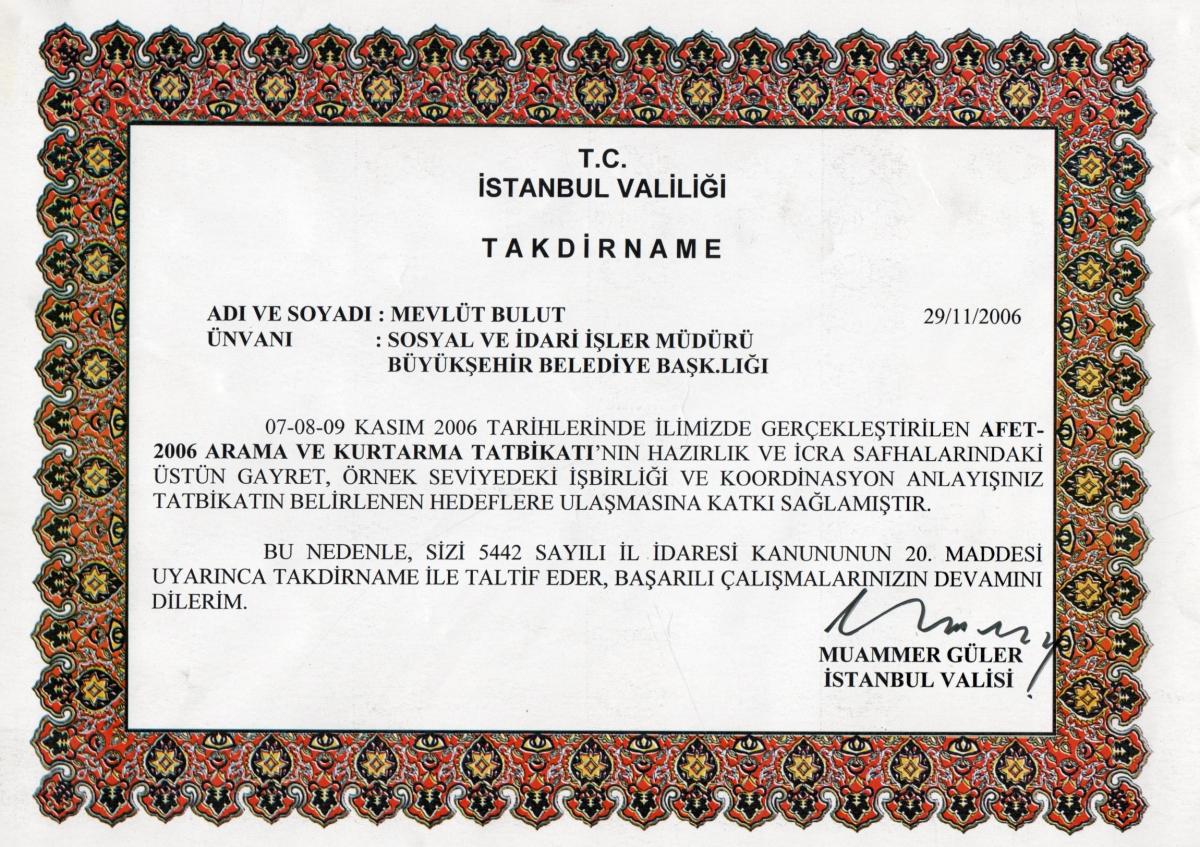 T.C.
İSTANBUL VALİLİĞİ
TAKDİRNAME
ADI VE SOYADI : MEVLÜT BULUT 29/11/2006
ÜNVANI : SOSYAL VE İDARİ İŞLER MÜDÜRÜ
BÜYÜKŞEHİR BELEDİYE BAŞK.LIĞI
07-08-09 KASIM 2006 TARİHLERİNDE İLİMİZDE GERÇEKLEŞTİRİLEN AFET-
2006 ARAMA VE KURTARMA TATBİKATI'NIN HAZIRLIK VE İCRA SAFHALARINDAKİ
ÜSTÜN GAYRET, ÖRNEK SEVİYEDEKİ İŞBİRLİĞİ VE KOORDİNASYON ANLAYIŞINIZ
TATBİKATIN BELİRLENEN HEDEFLERE ULAŞMASINA KATKI SAĞLAMIŞTIR.
BU NEDENLE, SİZİ 5442 SAYILI İL İDARESİ KANUNUNUN 20. MADDESİ
UYARINCA TAKDİRNAME İLE TALTİF EDER, BAŞARILI ÇALIŞMALARINIZIN DEVAMINI
DİLERİM.
MUAMMER GÜLER
İSTANBUL VALİSİ